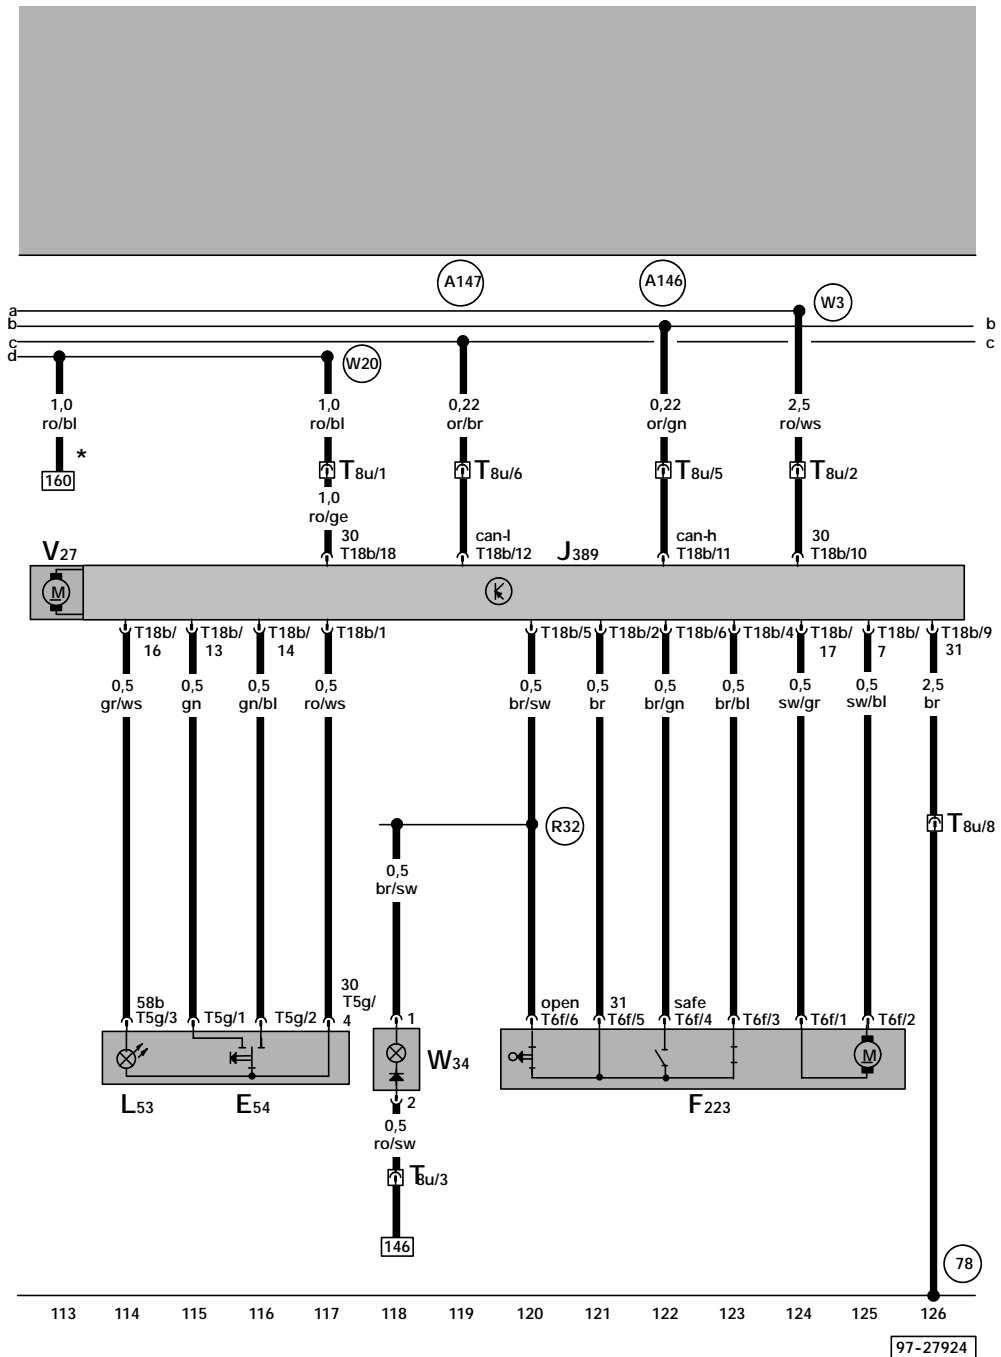 A147
A146
W3
a
b
b
c
c
d
W20
1,0
ro/bl
1,0
ro/bl
0,22
or/br
0,22
or/gn
2,5
ro/ws
*
160
T8u/1
T8u/6
T8u/5
T8u/2
1,0
ro/ge
30
T18b/18
can-l
T18b/12
can-h
T18b/11
30
T18b/10
V27
J389
M
T18b/
16
T18b/
13
T18b/
14
T18b/1
T18b/5
T18b/2
T18b/6
T18b/4
T18b/
17
T18b/
7
T18b/9
31
0,5
gr/ws
0,5
gn
0,5
gn/bl
0,5
ro/ws
0,5
br/sw
0,5
br
0,5
br/gn
0,5
br/bl
0,5
sw/gr
0,5
sw/bl
2,5
br
R32
T8u/8
0,5
br/sw
58b
T5g/3
T5g/1
T5g/2
30
T5g/
4
1
open
T6f/6
31
T6f/5
safe
T6f/4
T6f/3
T6f/1
T6f/2
W34
M
L53
E54
2
F223
0,5
ro/sw
T8u/3
146
78
113 114 115 116 117 118 119 120 121 122 123 124 125 126
97-27924